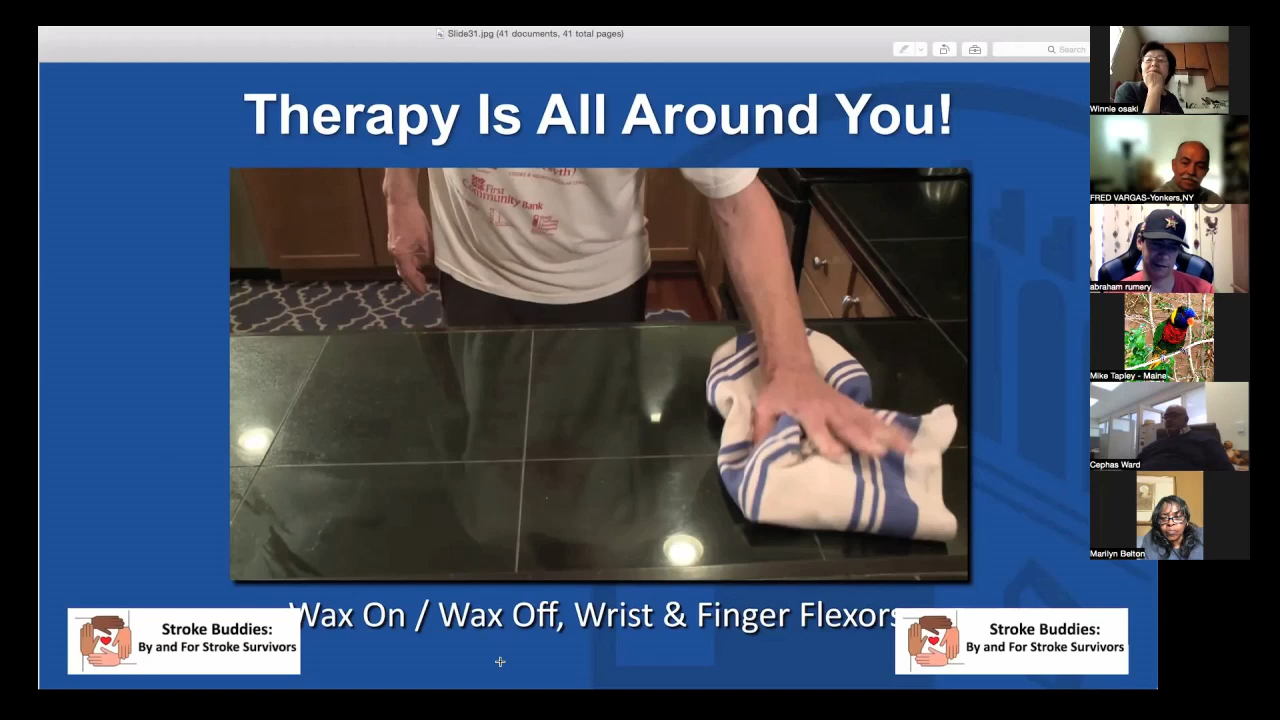 Slide31.jpg (41 documents, 41 total pages)
Search
Therapy Is All Around You!
First
Community Bank
Wax On / Wax Off, Wrist & Finger Flexors
Stroke Buddies:
By and For Stroke Survivors
Stroke Buddies:
By and For Stroke Survivors
Winnie osaki
FRED VARGAS-Yonkers,NY
abraham rumery
Mike Tapley - Maine
Cephas Ward
Marilyn Belton